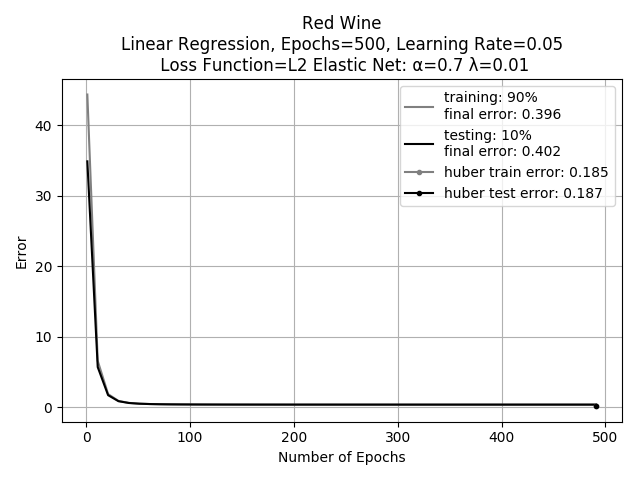 Red Wine
Linear Regression, Epochs=500, Learning Rate=0.05
Loss Function=L2 Elastic Net: α=0.7 λ=0.01
training: 90%
final error: 0.396
testing: 10%
final error: 0.402
huber train error: 0.185
huber test error: 0.187
Error
40
30
20
10
0
0 100 200 300 400 500
Number of Epochs